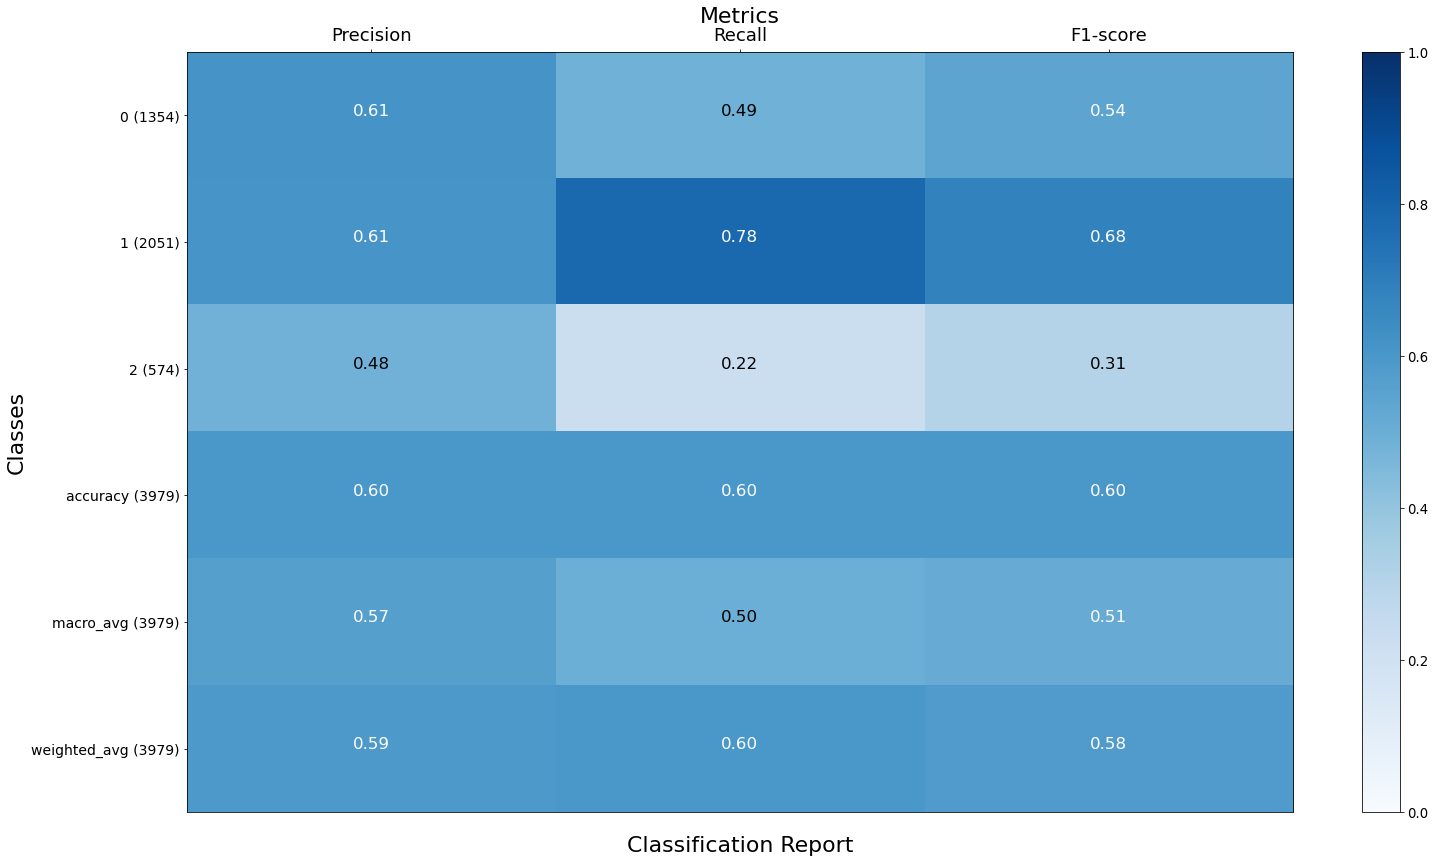 Metrics
Precision Recall F1-score
0 (1354) 0.61 0.49 0.54
1 (2051) 0.61 0.78 0.68
2 (574) 0.48 0.22 0.31
accuracy (3979) 0.60 0.60 0.60
macro_avg (3979) 0.57 0.50 0.51
weighted_avg (3979) 0.59 0.60 0.58
Classes
Classification Report
1.0
0.8
0.6
0.4
0.2
0.0